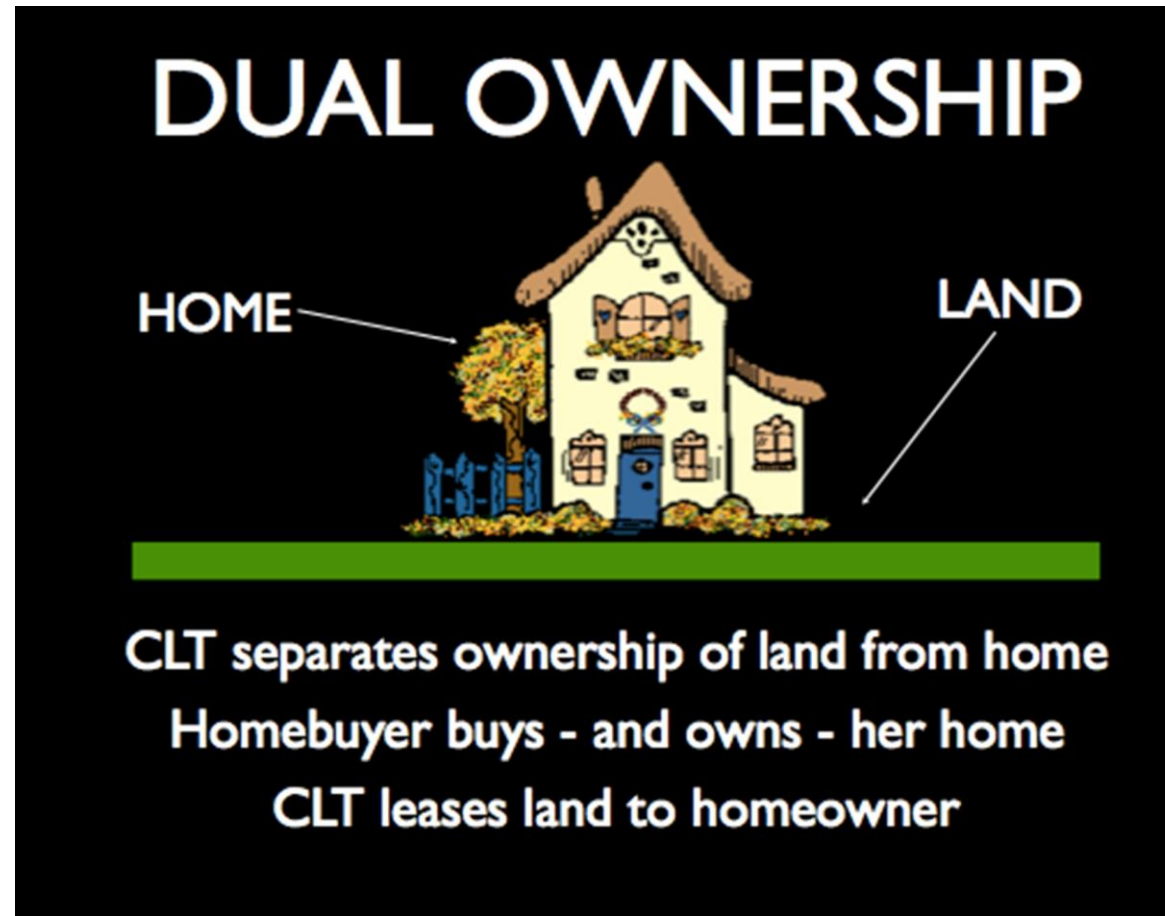 DUAL OWNERSHIP
HOME
LAND
CLT separates ownership of land from home
Homebuyer buys - and owns - her home
CLT leases land to homeowner